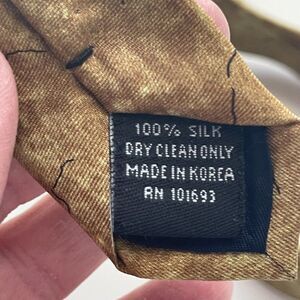 100% SILK
DRY CLEAN ONLY
MADE IN KOREA
RN 101693